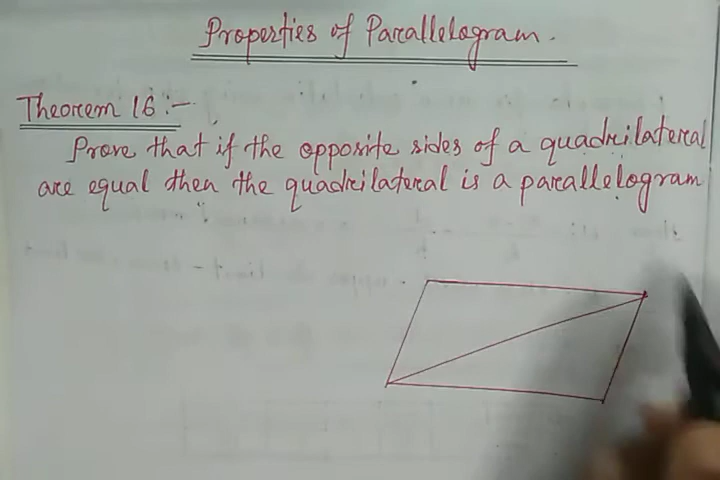 Properties of Parallelogram.
Theorem 16:-
Prove that if the opposite sides of a quadrilateral
are equal then the quadrilateral is a parallelogram